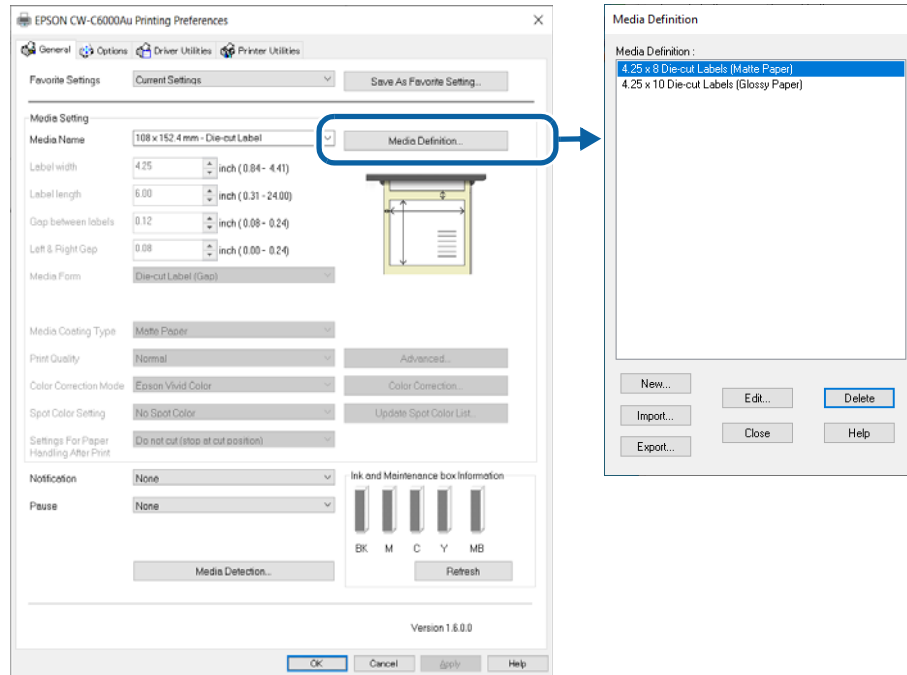 EPSON CW-C6000Au Printing Preferences
General Options Driver Utilities Printer Utilities
Favorite Settings Current Settings Save As Favorite Setting...
Media Setting
Media Name 108 x 152.4 mm - Die-cut Label Media Definition...
Label width 4.25 inch ( 0.84 - 4.41)
Label length 6.00 inch ( 0.31 - 24.00)
Gap between labels 0.12 inch ( 0.08 - 0.24)
Left & Right Gap 0.08 inch ( 0.00 - 0.24)
Media Form Die-cut Label (Gap)
Media Coating Type Matte Paper
Print Quality Normal Advanced...
Color Correction Mode Epson Vivid Color Color Correction...
Spot Color Setting No Spot Color Update Spot Color List...
Settings For Paper Handling After Print Do not cut (stop at cut position)
Notification None
Pause None
Ink and Maintenance box Information
BK M C Y MB
Media Detection... Refresh
Version 1.6.0.0
OK Cancel Apply Help
Media Definition
Media Definition :
4.25 x 8 Die-cut Labels (Matte Paper)
4.25 x 10 Die-cut Labels (Glossy Paper)
New...
Edit... Delete
Import...
Close Help
Export...